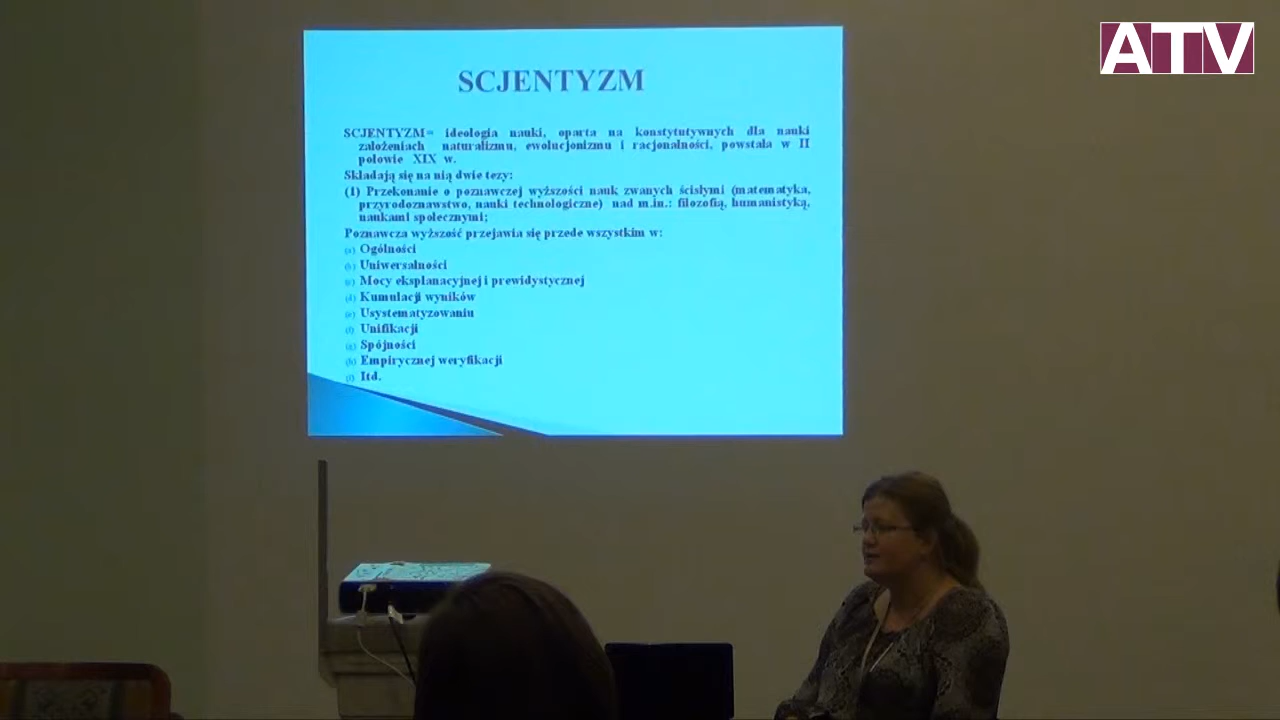 ATV
SCJENTYZM
SCJENTYZM= ideologia nauki, oparta na konstytutywnych dla nauki
założeniach naturalizmu, ewolucjonizmu i racjonalności, powstała w II
połowie XIX w.
Składają się na nią dwie tezy:
(1) Przekonanie o poznawczej wyższości nauk zwanych ścisłymi (matematyka,
przyrodoznawstwo, nauki technologiczne) nad m.in.: filozofią, humanistyką,
naukami społecznymi;
Poznawcza wyższość przejawia się przede wszystkim w:
(a) Ogólności
(b) Uniwersalności
(c) Mocy eksplanacyjnej i prewidystycznej
(d) Kumulacji wyników
(e) Usystematyzowaniu
(f) Unifikacji
(g) Spójności
(h) Empirycznej weryfikacji
(i) Itd.